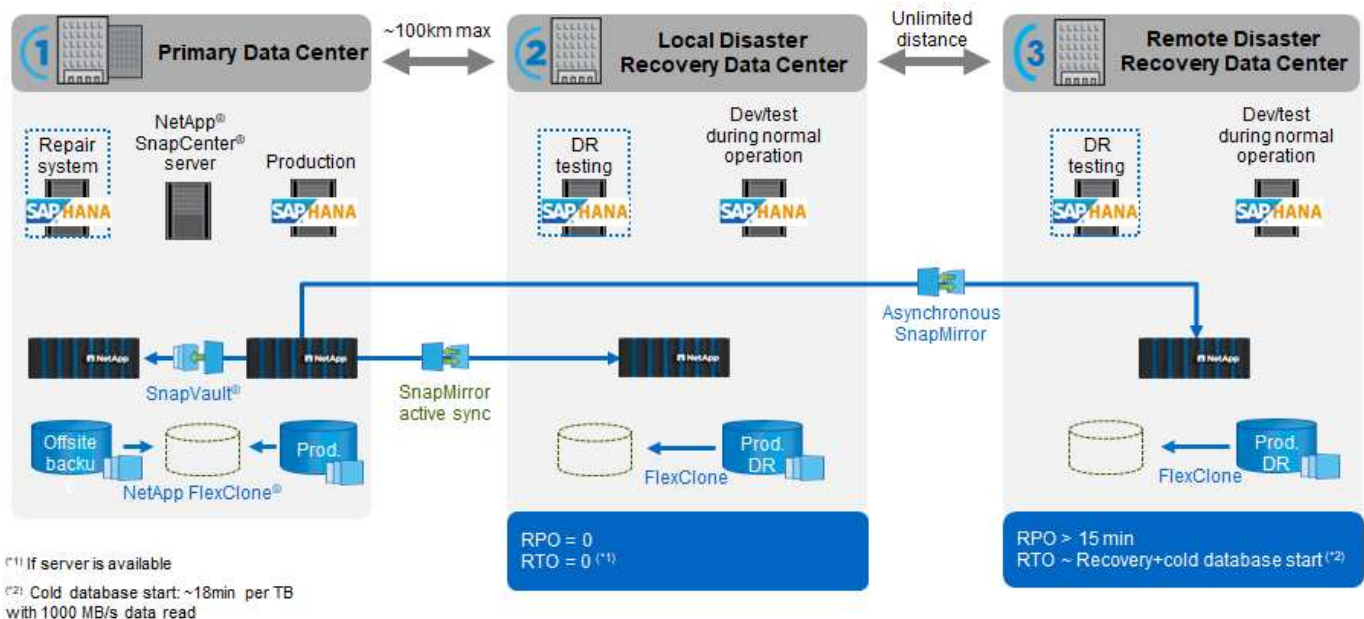 1
Primary Data Center
~100km max
2
Local Disaster
Recovery Data Center
Unlimited
distance
3
Remote Disaster
Recovery Data Center
Repair
system
SAP HANA
NetApp®
SnapCenter®
server
Production
SAP HANA
DR
testing
SAP HANA
Dev/test
during normal
operation
SAP HANA
DR
testing
SAP HANA
Dev/test
during normal
operation
SAP HANA
Asynchronous
SnapMirror
NetApp
SnapVault®
NetApp
SnapMirror
active sync
NetApp
NetApp
Offsite
backu
Prod.
NetApp FlexClone®
Prod.
DR
FlexClone
Prod.
DR
FlexClone
RPO = 0
RTO = 0 (*1)
RPO > 15 min
RTO ~ Recovery+cold database start (*2)
(*1) If server is available
(*2) Cold database start: ~18min per TB
with 1000 MB/s data read